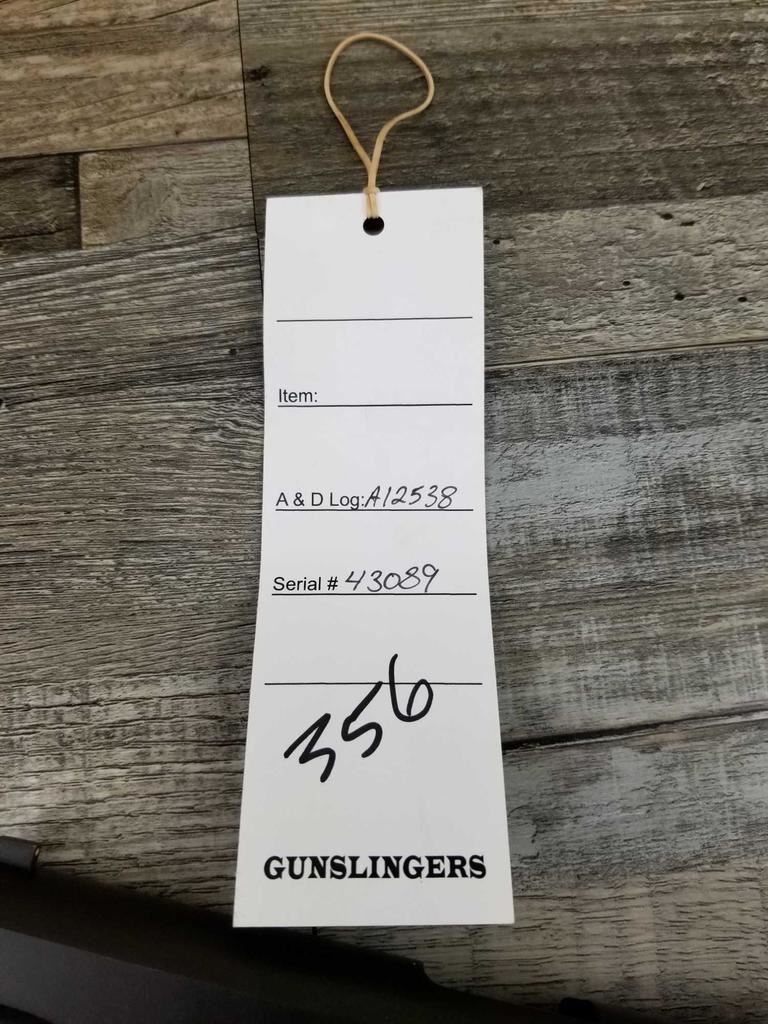 Item:
A & D Log: A12538
Serial # 43089
356
GUNSLINGERS